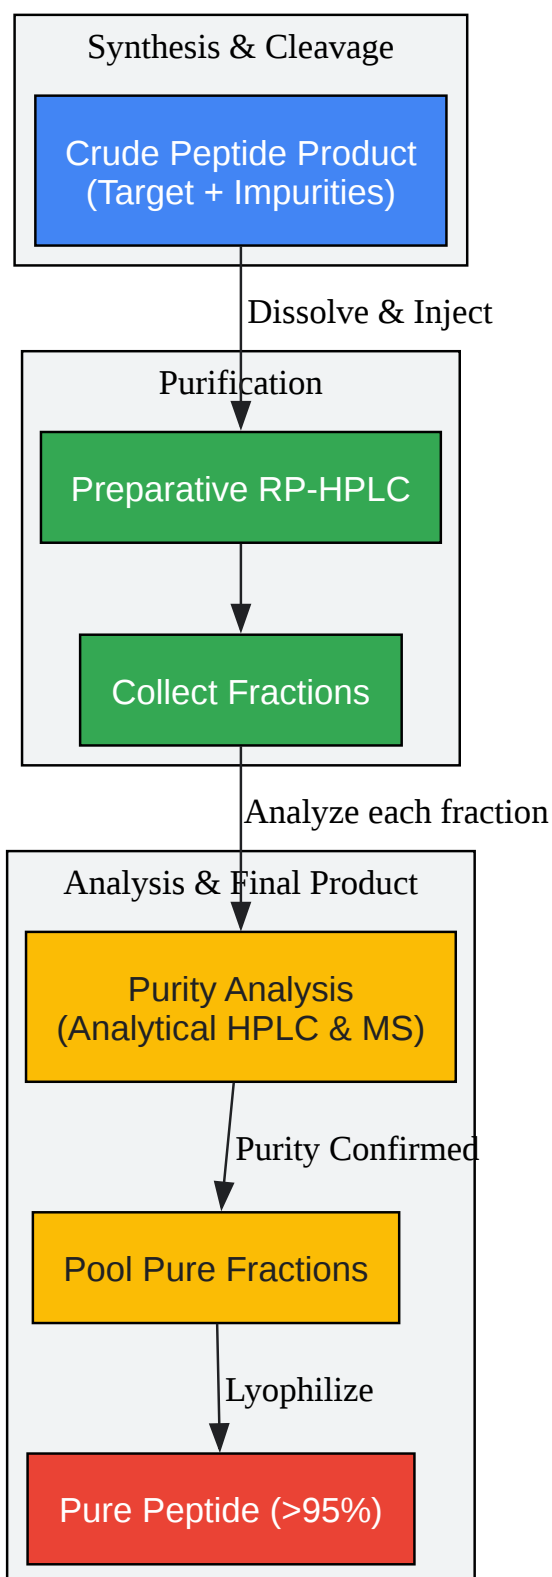 Synthesis & Cleavage
Crude Peptide Product
(Target + Impurities)
Dissolve & Inject
Purification
Preparative RP-HPLC
Collect Fractions
Analyze each fraction
Analysis & Final Product
Purity Analysis
(Analytical HPLC & MS)
Purity Confirmed
Pool Pure Fractions
Lyophilize
Pure Peptide (>95%)